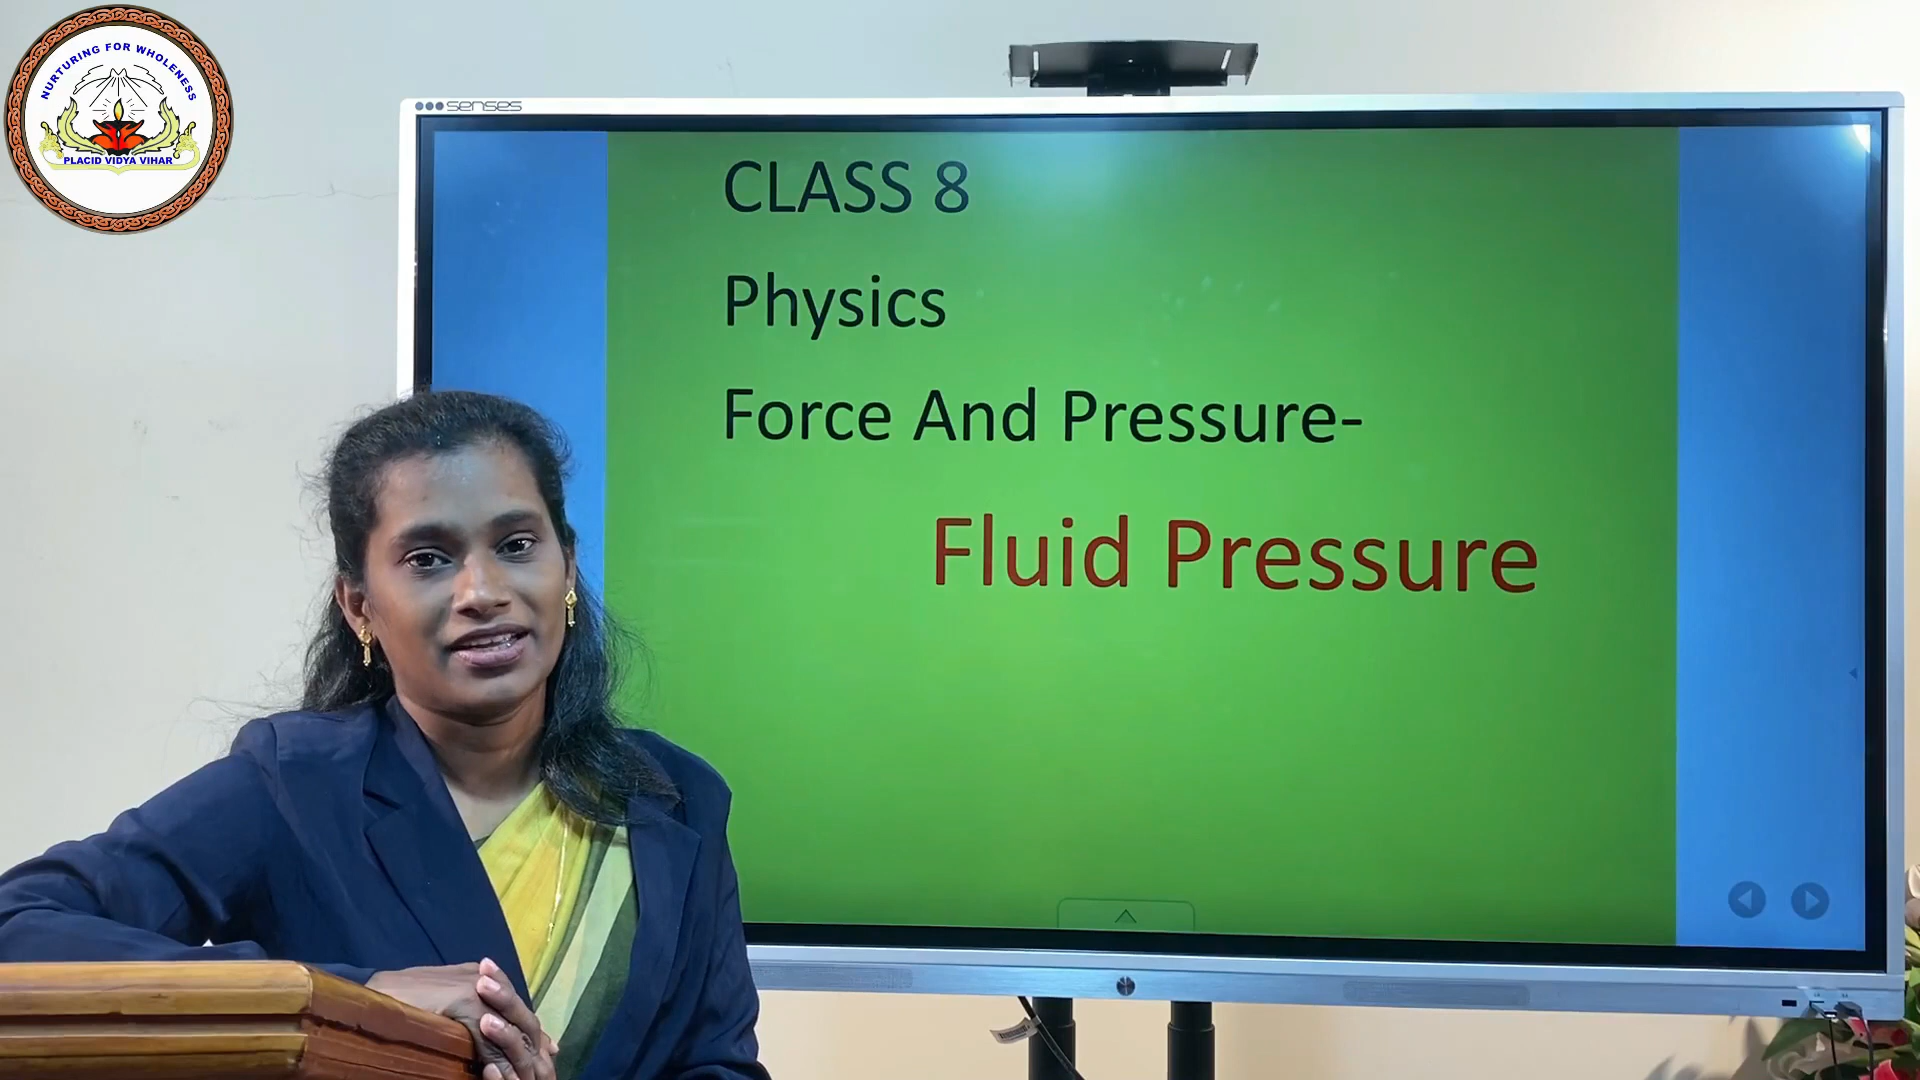 NURTURING FOR WHOLENESS
PLACID VIDYA VIHAR
senses
CLASS 8
Physics
Force And Pressure-
Fluid Pressure